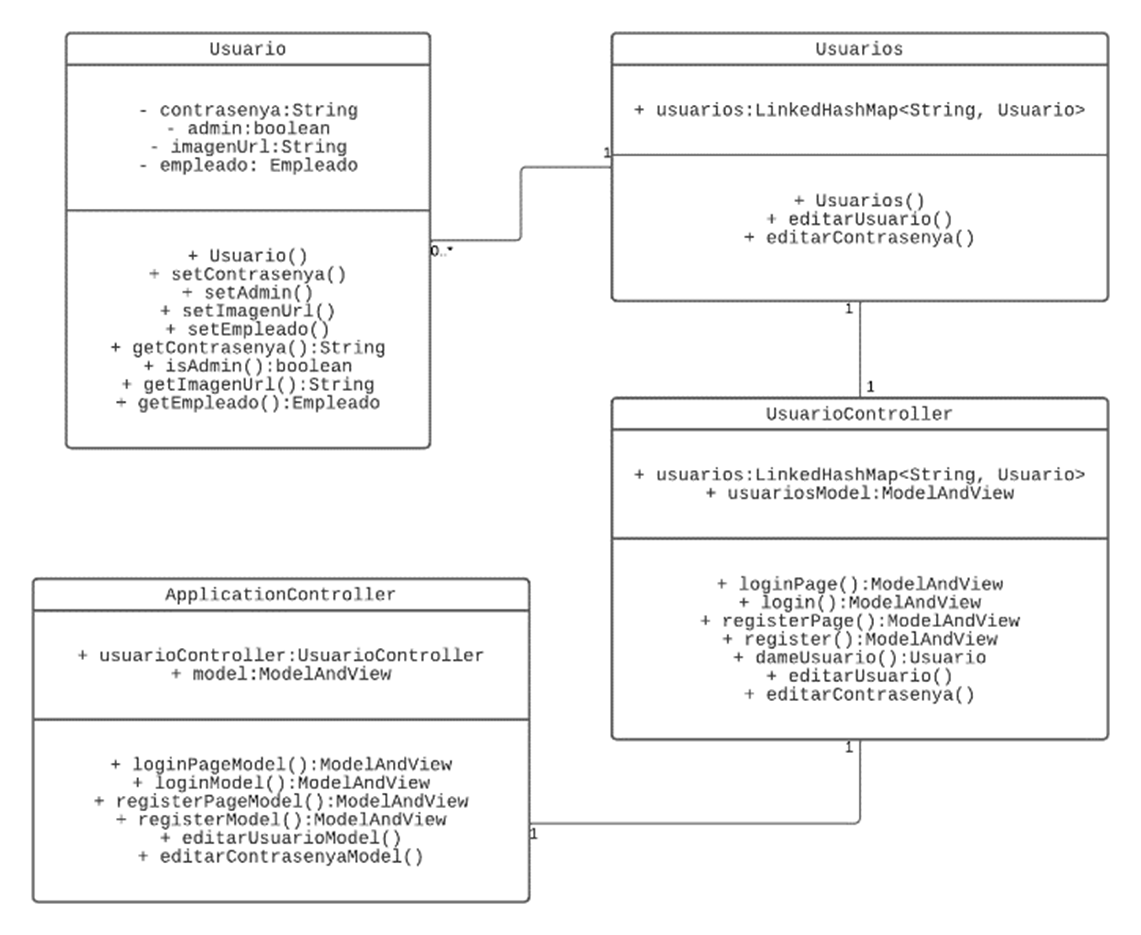 Usuario
- contrasenya:String
- admin:boolean
- imagenUrl:String
- empleado: Empleado
+ Usuario()
+ setContrasenya()
+ setAdmin()
+ setImagenUrl()
+ setEmpleado()
+ getContrasenya():String
+ isAdmin():boolean
+ getImagenUrl():String
+ getEmpleado():Empleado
0..*
1
Usuarios
+ usuarios:LinkedHashMap<String, Usuario>
+ Usuarios()
+ editarUsuario()
+ editarContrasenya()
1
1
UsuarioController
+ usuarios:LinkedHashMap<String, Usuario>
+ usuariosModel:ModelAndView
+ loginPage():ModelAndView
+ login():ModelAndView
+ registerPage():ModelAndView
+ register():ModelAndView
+ dameUsuario():Usuario
+ editarUsuario()
+ editarContrasenya()
1
ApplicationController
+ usuarioController:UsuarioController
+ model:ModelAndView
+ loginPageModel():ModelAndView
+ loginModel():ModelAndView
+ registerPageModel():ModelAndView
+ registerModel():ModelAndView
+ editarUsuarioModel()
+ editarContrasenyaModel()
1